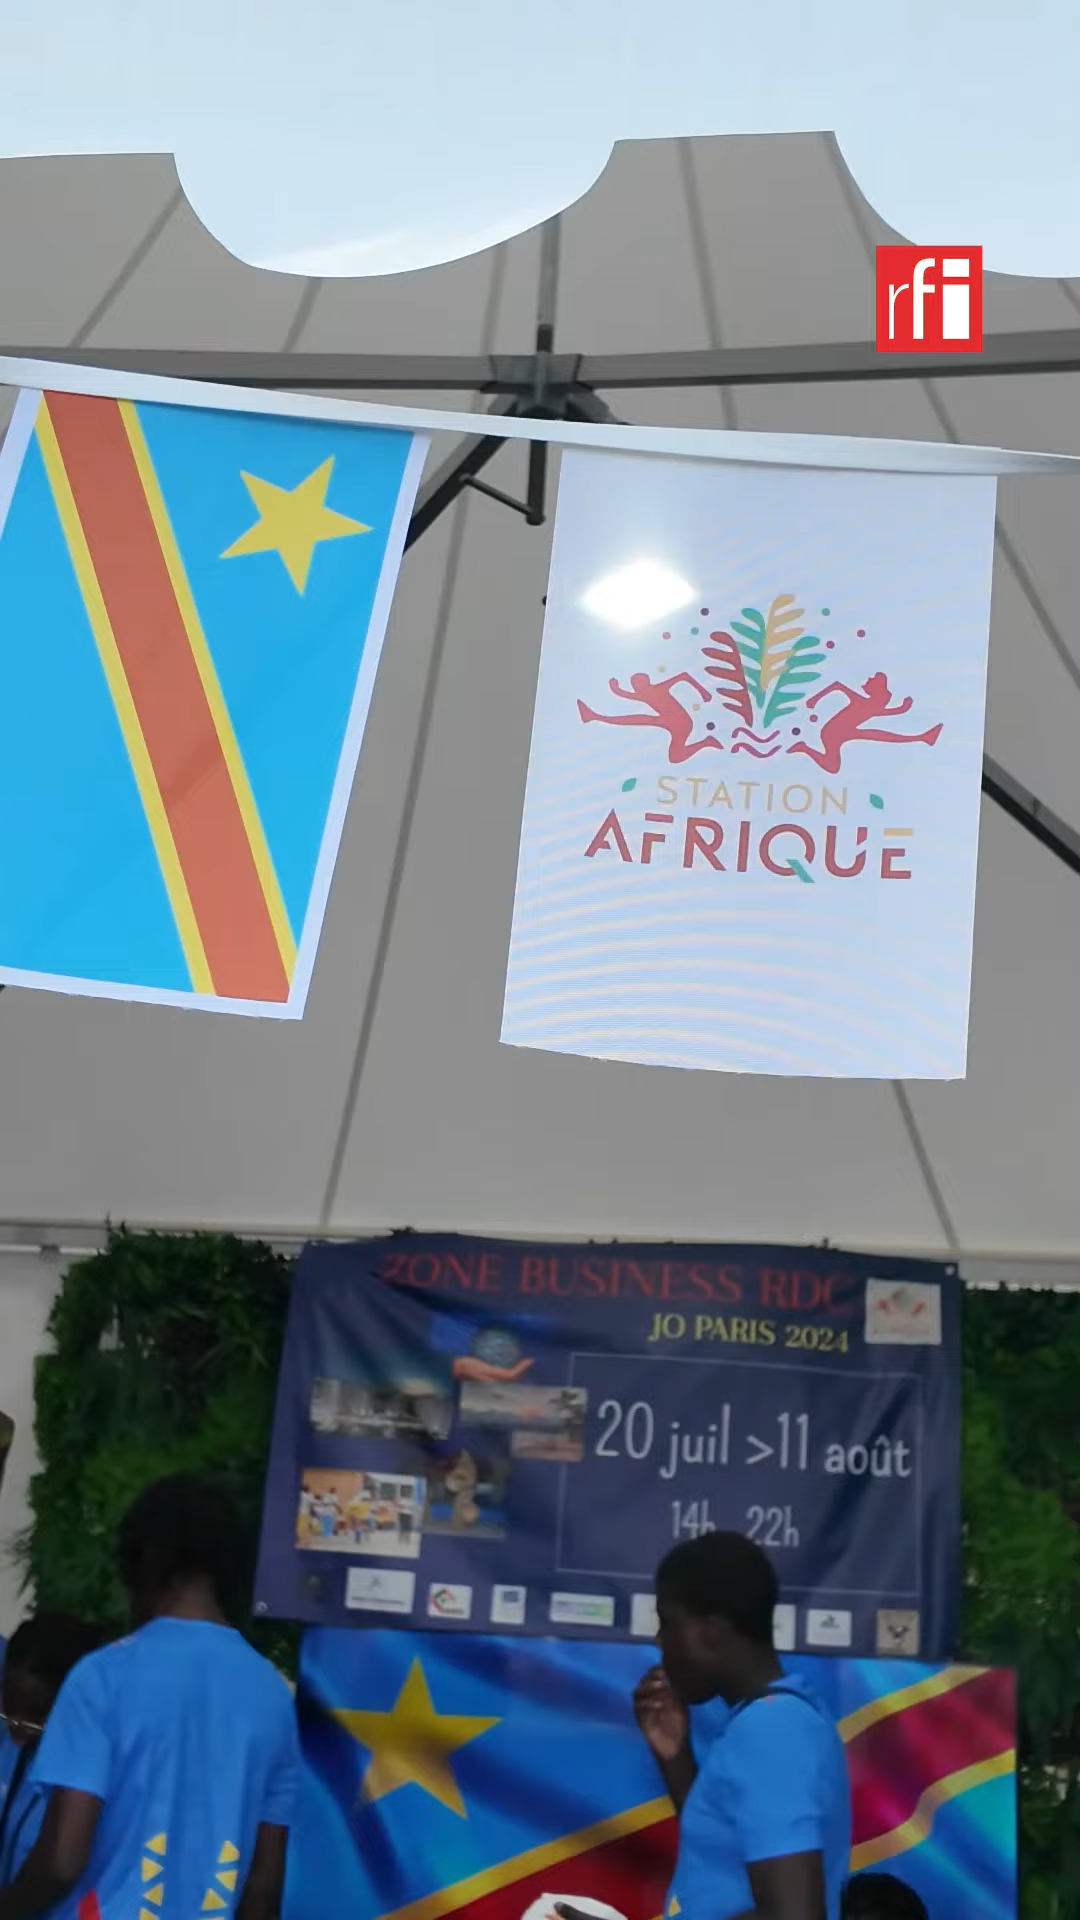 rfi
STATION
AFRIQUE
ZONE BUSINESS RDC
JO PARIS 2024
20 juil >11 août
14h 22h